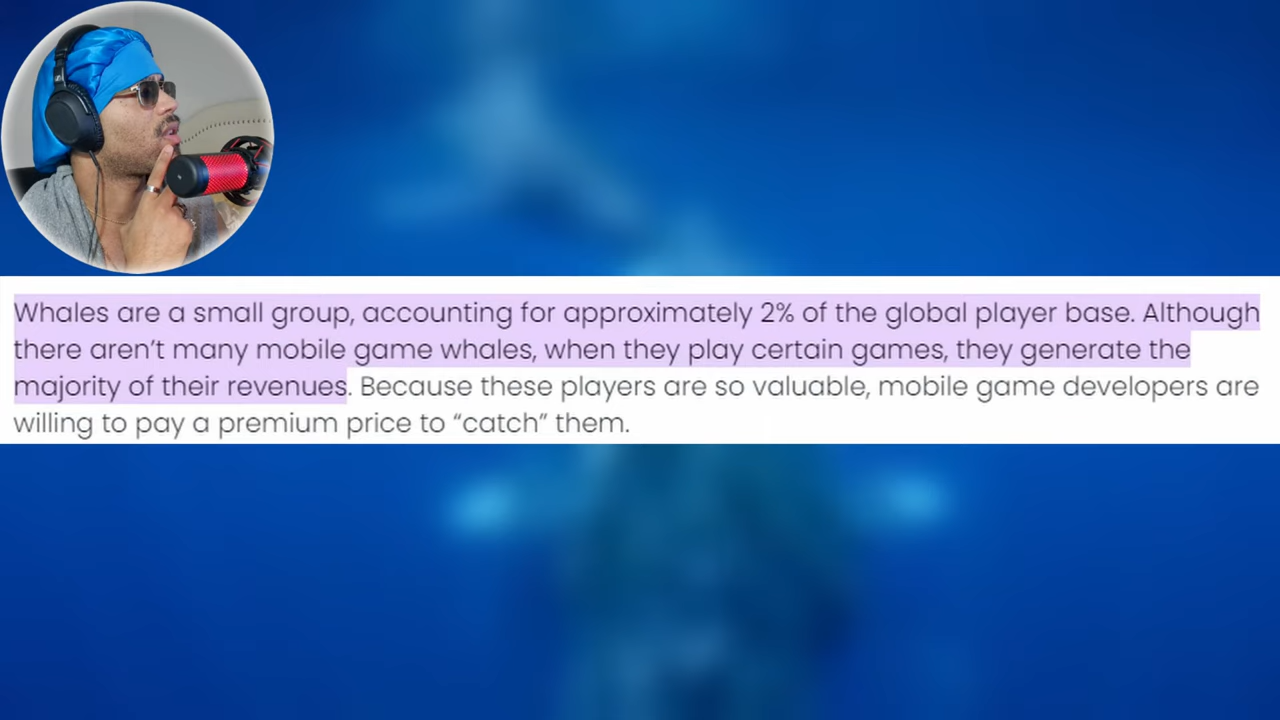 Whales are a small group, accounting for approximately 2% of the global player base. Although
there aren’t many mobile game whales, when they play certain games, they generate the
majority of their revenues. Because these players are so valuable, mobile game developers are
willing to pay a premium price to “catch” them.